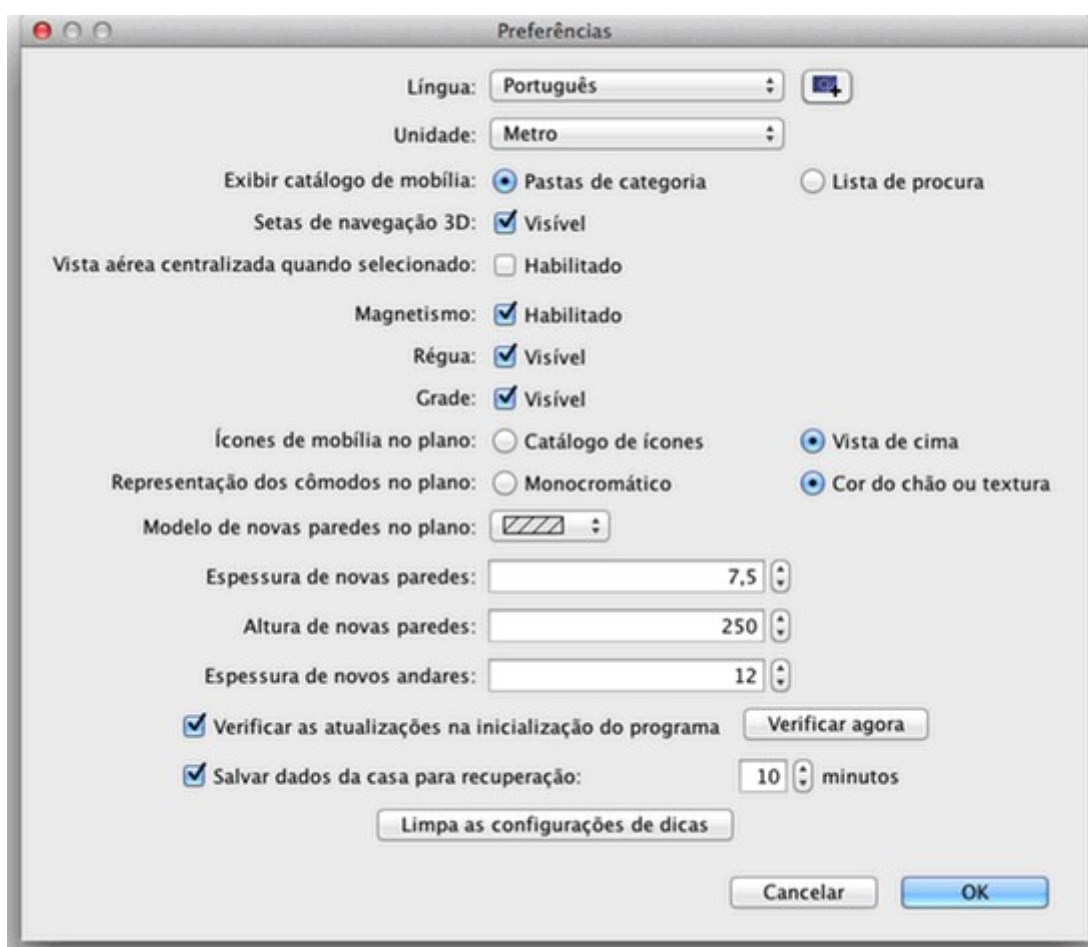 Preferências
Língua: Português
Unidade: Metro
Exibir catálogo de mobília: Pastas de categoria Lista de procura
Setas de navegação 3D: Visível
Vista aérea centralizada quando selecionado: Habilitado
Magnetismo: Habilitado
Régua: Visível
Grade: Visível
Ícones de mobília no plano: Catálogo de ícones Vista de cima
Representação dos cômodos no plano: Monocromático Cor do chão ou textura
Modelo de novas paredes no plano:
Espessura de novas paredes: 7,5
Altura de novas paredes: 250
Espessura de novos andares: 12
Verificar as atualizações na inicialização do programa Verificar agora
Salvar dados da casa para recuperação: 10 minutos
Limpa as configurações de dicas
Cancelar OK